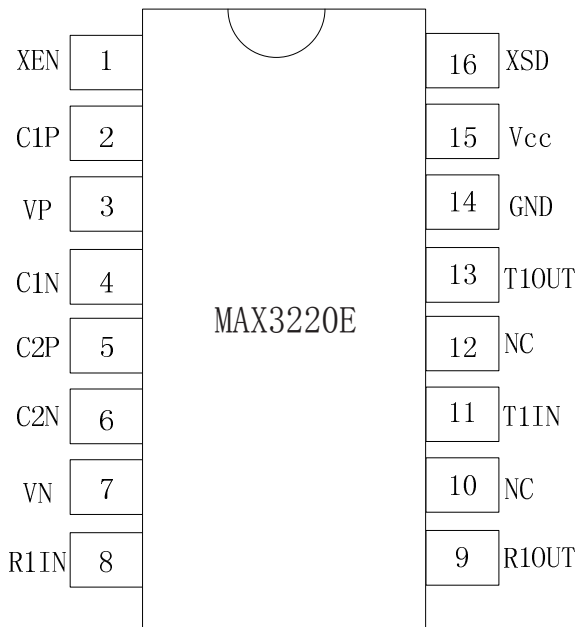 XEN 1 16 XSD
C1P 2 15 Vcc
VP 3 14 GND
C1N 4 13 T1OUT
MAX3220E
C2P 5 12 NC
C2N 6 11 T1IN
VN 7 10 NC
R1IN 8 9 R1OUT